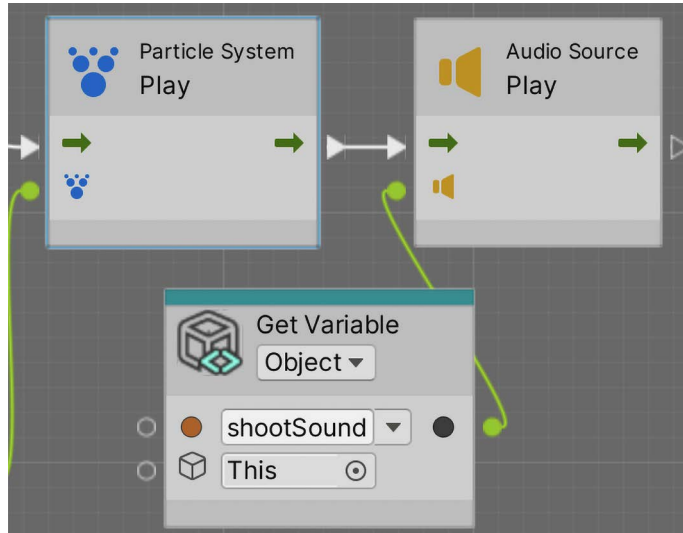 Particle System
Play
Audio Source
Play
Get Variable
Object
shootSound
This